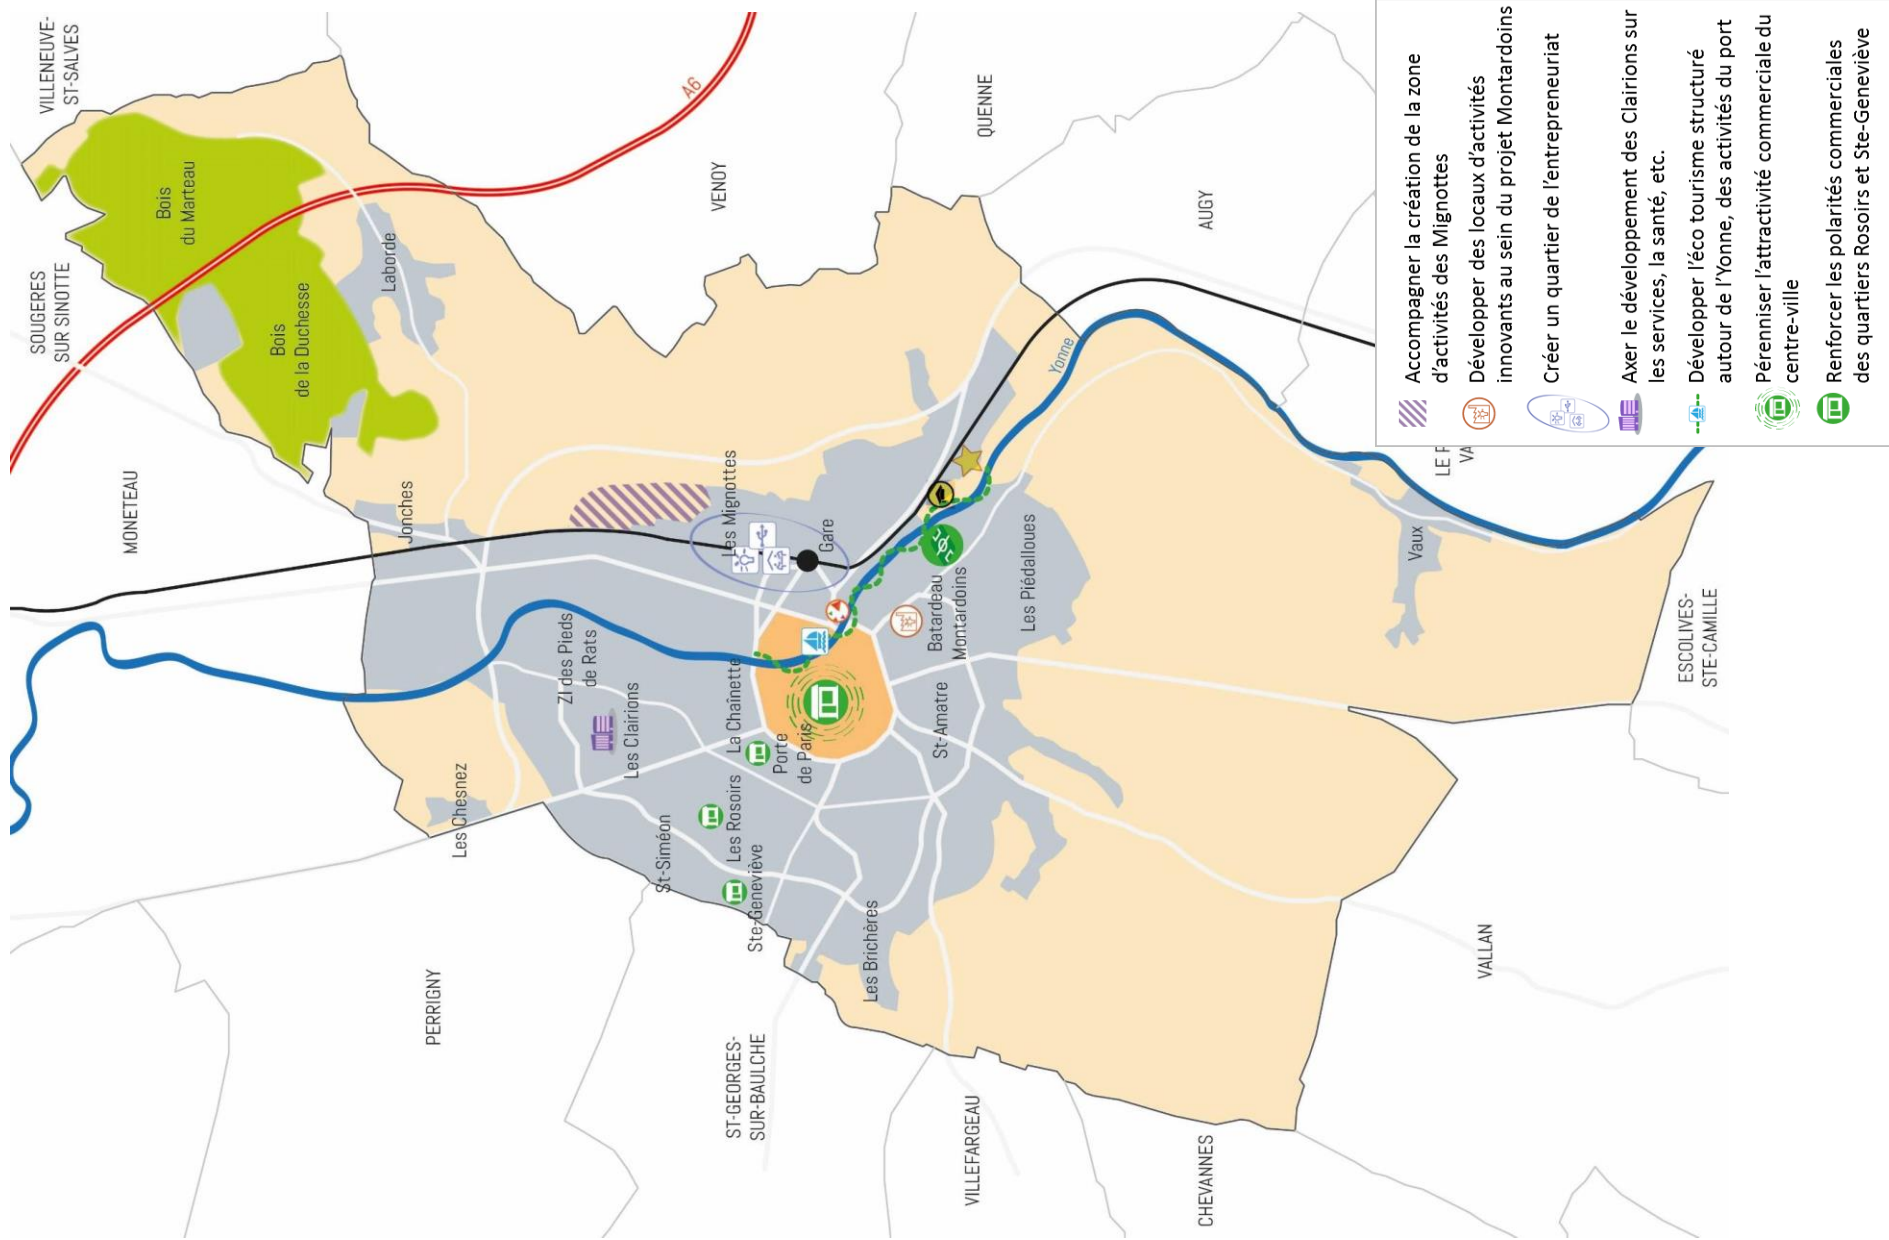 SOUGERES
SUR SINOTTE
VILLENEUVE-
ST-SALVES
MONETEAU
Bois
du Marteau
Bois
de la Duchesse
Laborde
Jonches
PERRIGNY
Les Chesnez
ZI des Pieds
de Rats
Les Clairions
St-Siméon
A6
VENOY
Les Mignottes
La Chaînette
Les Rosoirs
Ste-Geneviève
ST-GEORGES-
SUR-BAULCHE
Porte
de Paris
Gare
Les Brichères
Batardeau
Montardoins
St-Amatre
VILLEFARGEAU
QUENNE
Les Piédalloues
Yonne
AUGY
CHEVANNES
Vaux
VALLAN
ESCOLIVES-
STE-CAMILLE
Accompagner la création de la zone
d'activités des Mignottes
Développer des locaux d'activités
innovants au sein du projet Montardoins
Créer un quartier de l'entrepreneuriat
Axer le développement des Clairions sur
les services, la santé, etc.
Développer l'éco tourisme structuré
autour de l'Yonne, des activités du port
Pérenniser l'attractivité commerciale du
centre-ville
Renforcer les polarités commerciales
des quartiers Rosoirs et Ste-Geneviève